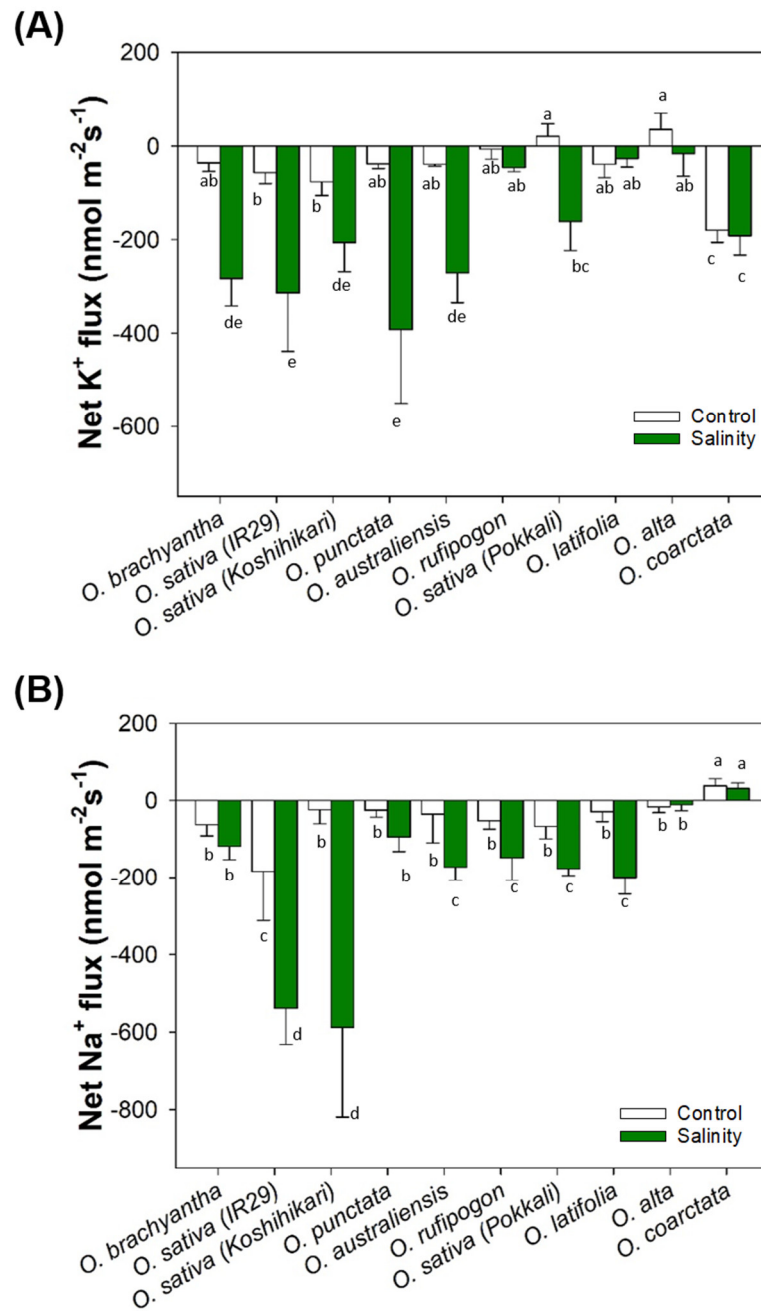 (A)
Net K⁺ flux (nmol m⁻²s⁻¹)
200
0
-200
-400
-600
a
a
ab
b
b
ab
ab
ab
ab
ab
ab
ab
de
e
de
e
de
bc
c
c
Control
Salinity
O. brachyantha
O. sativa (IR29)
O. sativa (Koshihikari)
O. punctata
O. australiensis
O. rufipogon
O. sativa (Pokkali)
O. latifolia
O. alta
O. coarctata
(B)
Net Na⁺ flux (nmol m⁻²s⁻¹)
200
0
-200
-400
-600
-800
a a
b b
c
d
b
d
b
b
b
c
b
c
b
c
b
c
b b
Control
Salinity
O. brachyantha
O. sativa (IR29)
O. sativa (Koshihikari)
O. punctata
O. australiensis
O. rufipogon
O. sativa (Pokkali)
O. latifolia
O. alta
O. coarctata